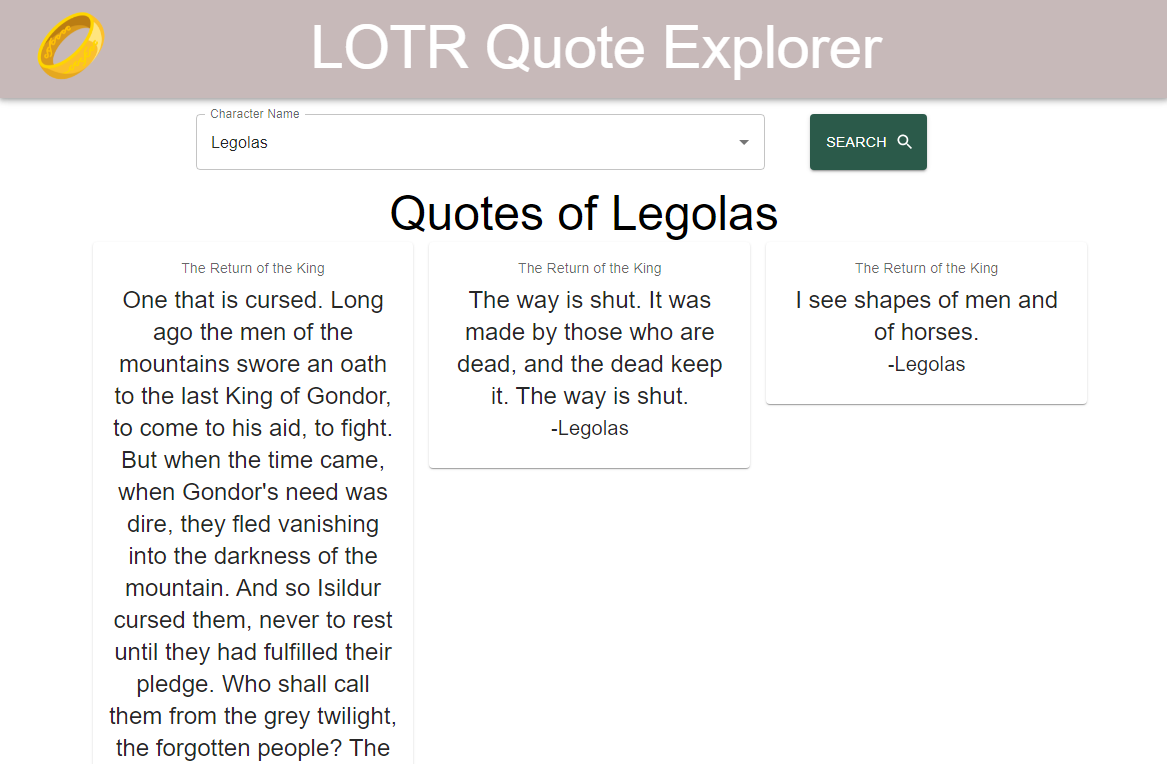 LOTR Quote Explorer
Character Name
Legolas
SEARCH
Quotes of Legolas
The Return of the King
One that is cursed. Long
ago the men of the
mountains swore an oath
to the last King of Gondor,
to come to his aid, to fight.
But when the time came,
when Gondor's need was
dire, they fled vanishing
into the darkness of the
mountain. And so Isildur
cursed them, never to rest
until they had fulfilled their
pledge. Who shall call
them from the grey twilight,
the forgotten people? The
The Return of the King
The way is shut. It was
made by those who are
dead, and the dead keep
it. The way is shut.
-Legolas
The Return of the King
I see shapes of men and
of horses.
-Legolas